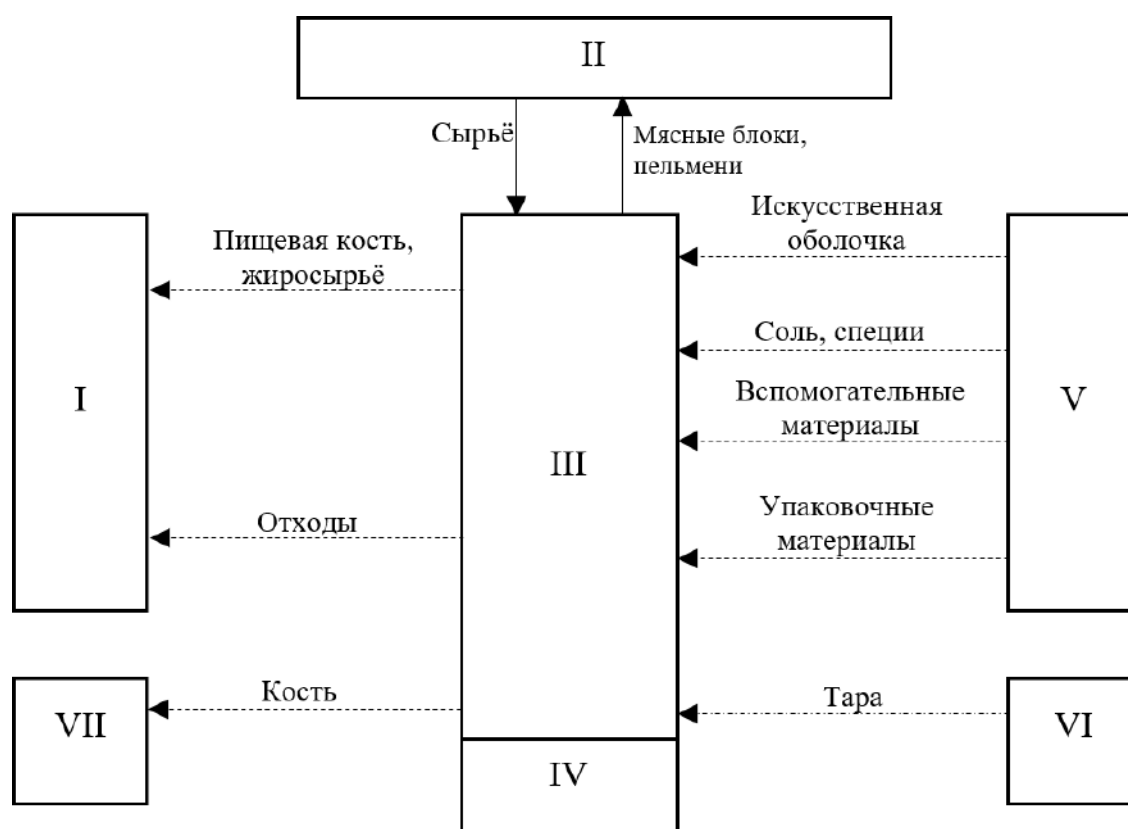 II
Сырьё
Мясные блоки,
пельмени
Искусственная
оболочка
Пищевая кость,
жиросырьё
Соль, специи
I
V
Вспомогательные
материалы
III
Упаковочные
материалы
Отходы
Кость
Тара
VII
VI
IV